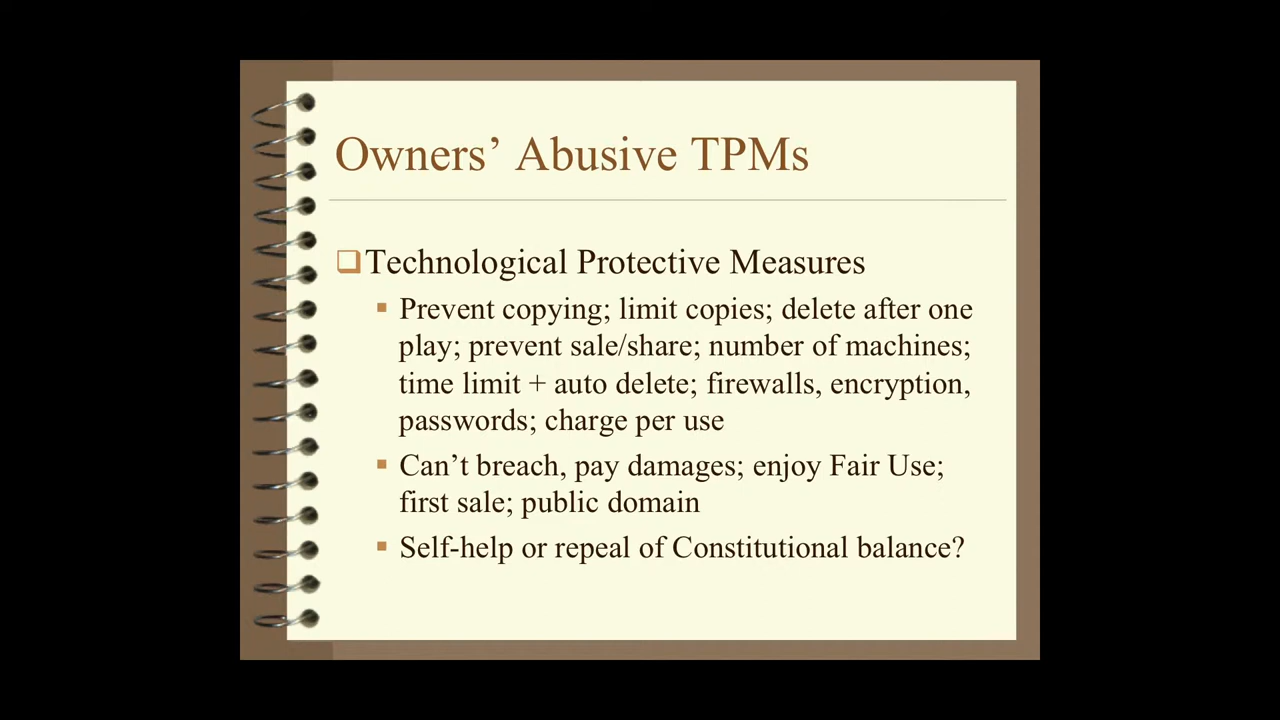 Owners’ Abusive TPMs
Technological Protective Measures
Prevent copying; limit copies; delete after one
play; prevent sale/share; number of machines;
time limit + auto delete; firewalls, encryption,
passwords; charge per use
Can’t breach, pay damages; enjoy Fair Use;
first sale; public domain
Self-help or repeal of Constitutional balance?